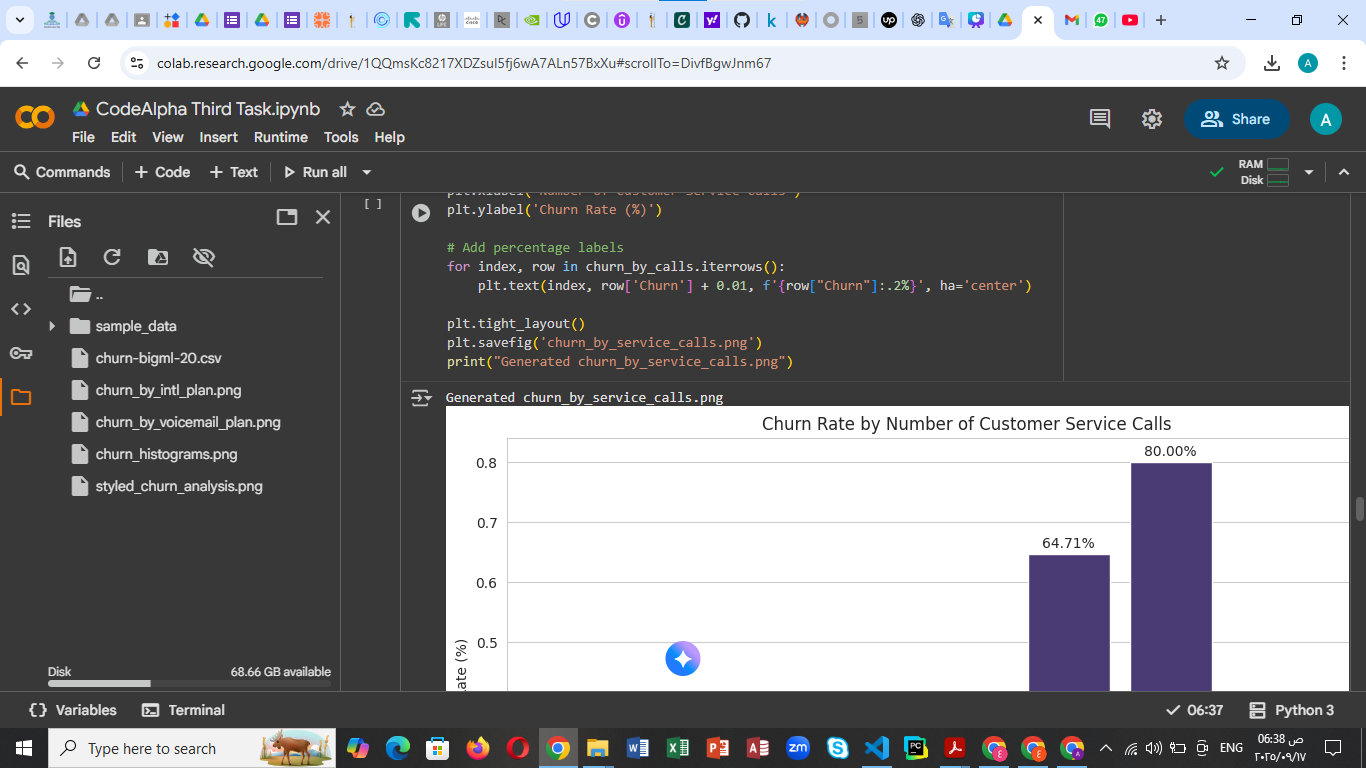 colab.research.google.com/drive/1QQmsKc8217XDZsul5fj6wA7ALn57BxXu#scrollTo=DivfBgwJnm67
A
CodeAlpha Third Task.ipynb
File Edit View Insert Runtime Tools Help
Share
A
Commands + Code + Text Run all
RAM
Disk
Files
..
sample_data
churn-bigml-20.csv
churn_by_intl_plan.png
churn_by_voicemail_plan.png
churn_histograms.png
styled_churn_analysis.png
Disk 68.66 GB available
[ ]
plt.xlabel('Number of Customer Service Calls')
plt.ylabel('Churn Rate (%)')
# Add percentage labels
for index, row in churn_by_calls.iterrows():
plt.text(index, row['Churn'] + 0.01, f'{row["Churn"]:.2%}', ha='center')
plt.tight_layout()
plt.savefig('churn_by_service_calls.png')
print("Generated churn_by_service_calls.png")
Generated churn_by_service_calls.png
Churn Rate by Number of Customer Service Calls
80.00%
0.8
0.7
64.71%
0.6
0.5
ate (%)
Variables Terminal
06:37 Python 3
Type here to search
ENG
06:38 ص
٢٠٢٥/٠٩/١٧